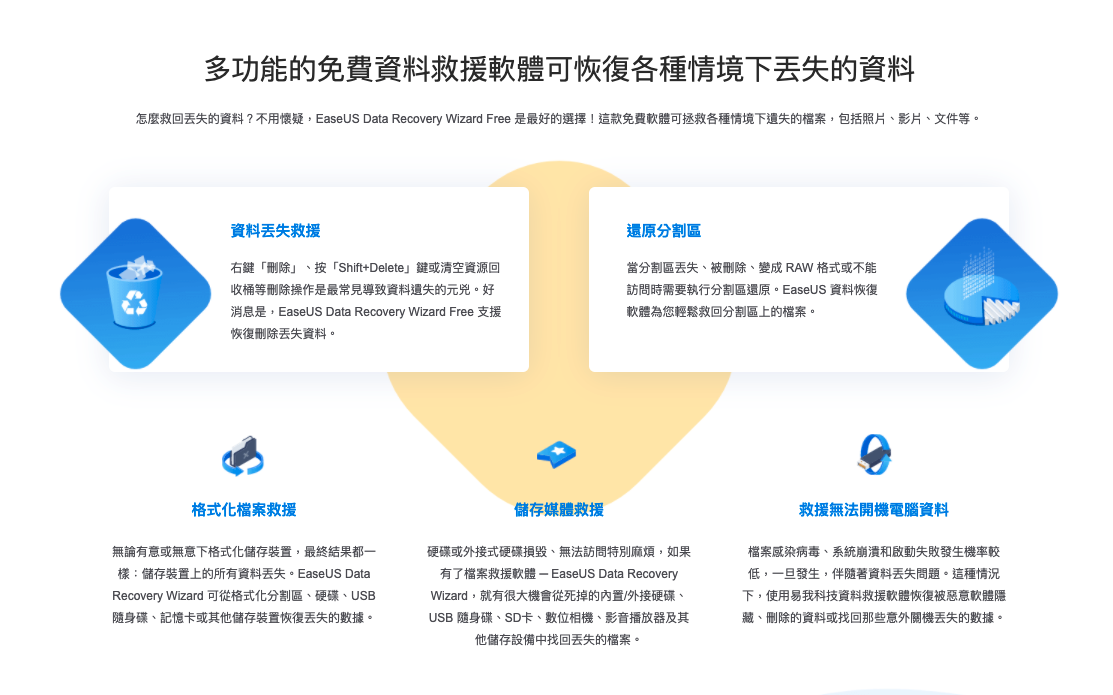 多功能的免費資料救援軟體可恢復各種情境下丟失的資料
怎麼救回丟失的資料？不用懷疑，EaseUS Data Recovery Wizard Free 是最好的選擇！這款免費軟體可拯救各種情境下遺失的檔案，包括照片、影片、文件等。
資料丟失救援
右鍵「刪除」、按「Shift+Delete」鍵或清空資源回
收桶等刪除操作是最常見導致資料遺失的元兇。好
消息是，EaseUS Data Recovery Wizard Free 支援
恢復刪除丟失資料。
還原分割區
當分割區丟失、被刪除、變成 RAW 格式或不能
訪問時需要執行分割區還原。EaseUS 資料恢復
軟體為您輕鬆救回分割區上的檔案。
格式化檔案救援
無論有意或無意下格式化儲存裝置，最終結果都一
樣：儲存裝置上的所有資料丟失。EaseUS Data
Recovery Wizard 可從格式化分割區、硬碟、USB
隨身碟、記憶卡或其他儲存裝置恢復丟失的數據。
儲存媒體救援
硬碟或外接式硬碟損毀、無法訪問特別麻煩，如果
有了檔案救援軟體 ─ EaseUS Data Recovery
Wizard，就有很大機會從死掉的內置/外接硬碟、
USB 隨身碟、SD卡、數位相機、影音播放器及其
他儲存設備中找回丟失的檔案。
救援無法開機電腦資料
檔案感染病毒、系統崩潰和啟動失敗發生機率較
低，一旦發生，伴隨著資料丟失問題。這種情況
下，使用易我科技資料救援軟體恢復被惡意軟體隱
藏、刪除的資料或找回那些意外關機丟失的數據。